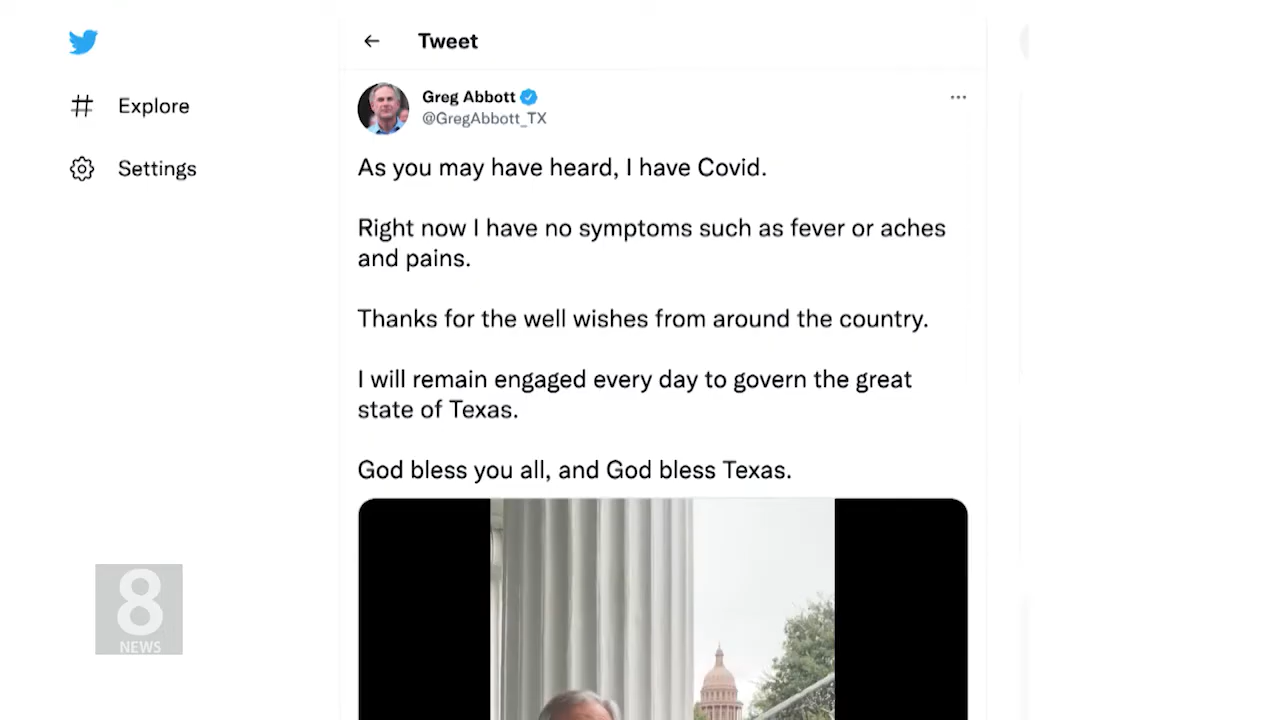 Tweet
Explore
Settings
Greg Abbott
@GregAbbott_TX
As you may have heard, I have Covid.
Right now I have no symptoms such as fever or aches
and pains.
Thanks for the well wishes from around the country.
I will remain engaged every day to govern the great
state of Texas.
God bless you all, and God bless Texas.
8
NEWS